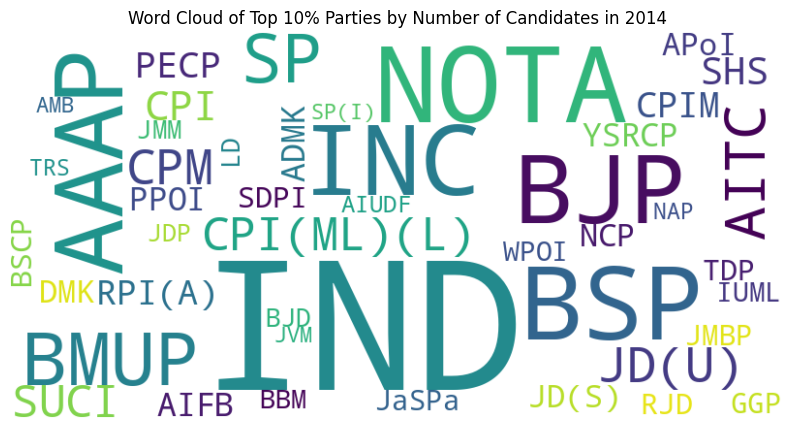 Word Cloud of Top 10% Parties by Number of Candidates in 2014
PECP
SP
NOTA
APoI
SHS
AMB
AAAP
CPI
SP(I)
CPIM
JMM
LD
ADMK
INC
YSRCP
AITC
TRS
CPM
PPOI
SDPI
AIUDF
BJP
NAP
BSCP
JDP
CPI(ML)(L)
WPOI
NCP
DMK
RPI(A)
IND
BSP
TDP
IUML
BJD
JVM
BMUP
JMBP
JD(U)
SUCI
AIFB
BBM
JaSPa
JD(S)
RJD
GGP